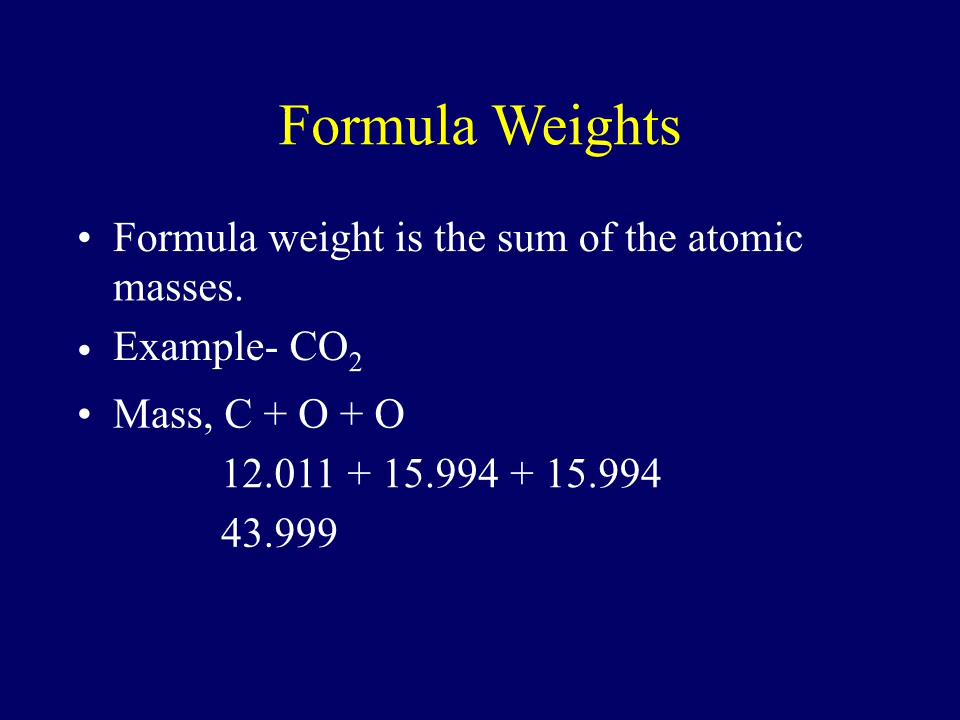 Formula Weights
• Formula weight is the sum of the atomic
masses.
• Example- CO₂
• Mass, C + O + O
12.011 + 15.994 + 15.994
43.999